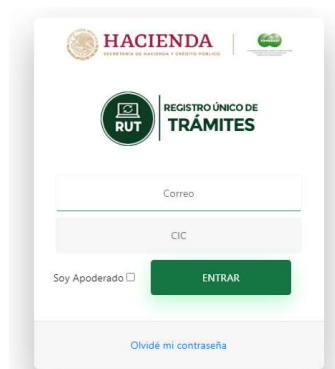 HACIENDA
SECRETARÍA DE HACIENDA Y CRÉDITO PÚBLICO
RUT
REGISTRO ÚNICO DE
TRÁMITES
Correo
CIC
Soy Apoderado
ENTRAR
Olvidé mi contraseña